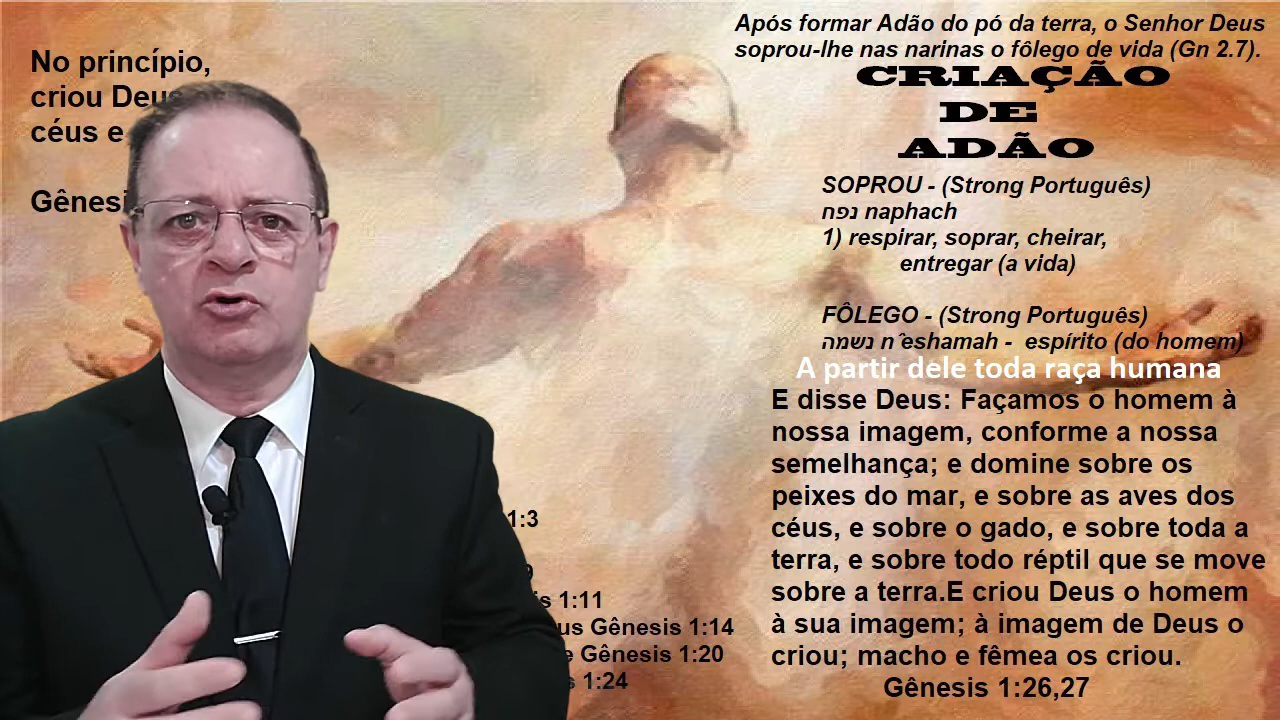 No princípio,
criou Deus
céus e
Gênesi
Após formar Adão do pó da terra, o Senhor Deus
soprou-lhe nas narinas o fôlego de vida (Gn 2.7).
CRIAÇÃO
DE
ADÃO
SOPROU - (Strong Português)
נפח naphach
1) respirar, soprar, cheirar,
entregar (a vida)
FÔLEGO - (Strong Português)
נשמה n ̂eshamah - espírito (do homem)
A partir dele toda raça humana
E disse Deus: Façamos o homem à
nossa imagem, conforme a nossa
semelhança; e domine sobre os
peixes do mar, e sobre as aves dos
céus, e sobre o gado, e sobre toda a
terra, e sobre todo réptil que se move
sobre a terra.E criou Deus o homem
à sua imagem; à imagem de Deus o
criou; macho e fêmea os criou.
Gênesis 1:26,27
1:3
is 1:11
us Gênesis 1:14
e Gênesis 1:20
1:24